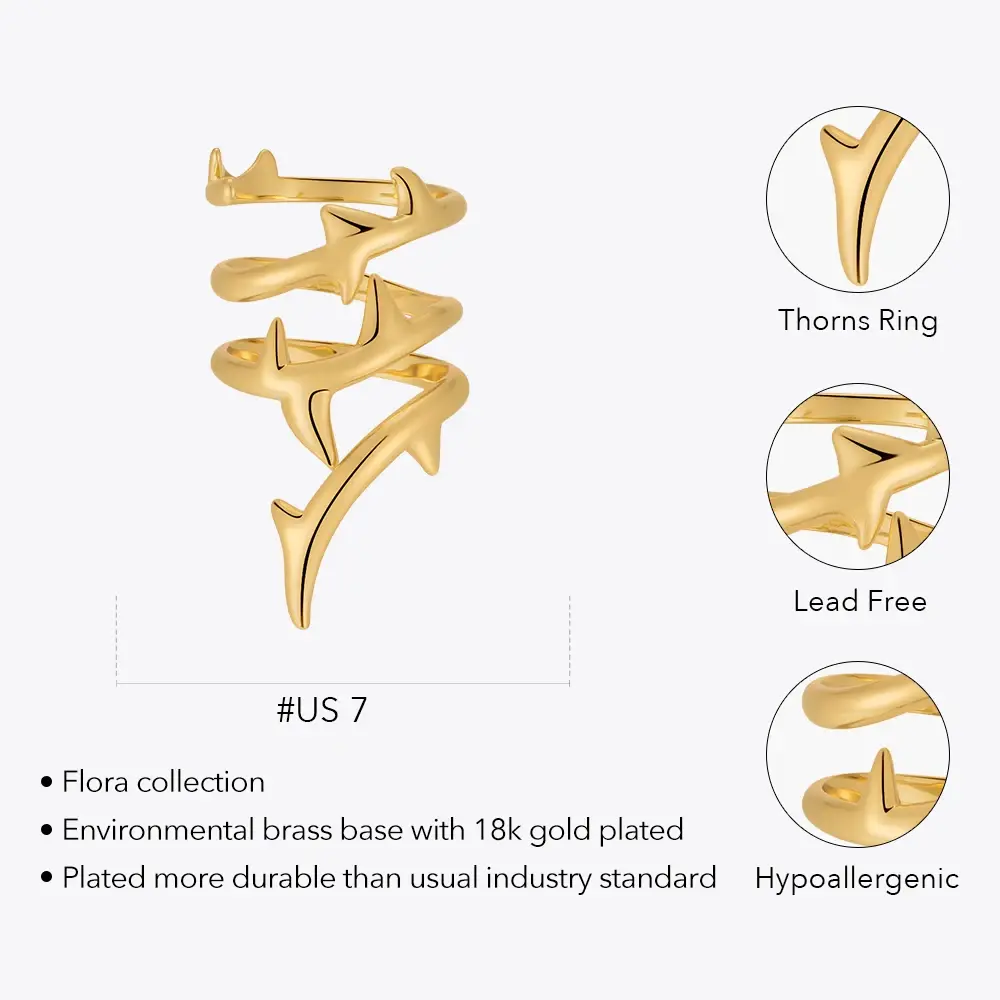 Thorns Ring
Lead Free
#US 7
• Flora collection
• Environmental brass base with 18k gold plated
• Plated more durable than usual industry standard
Hypoallergenic